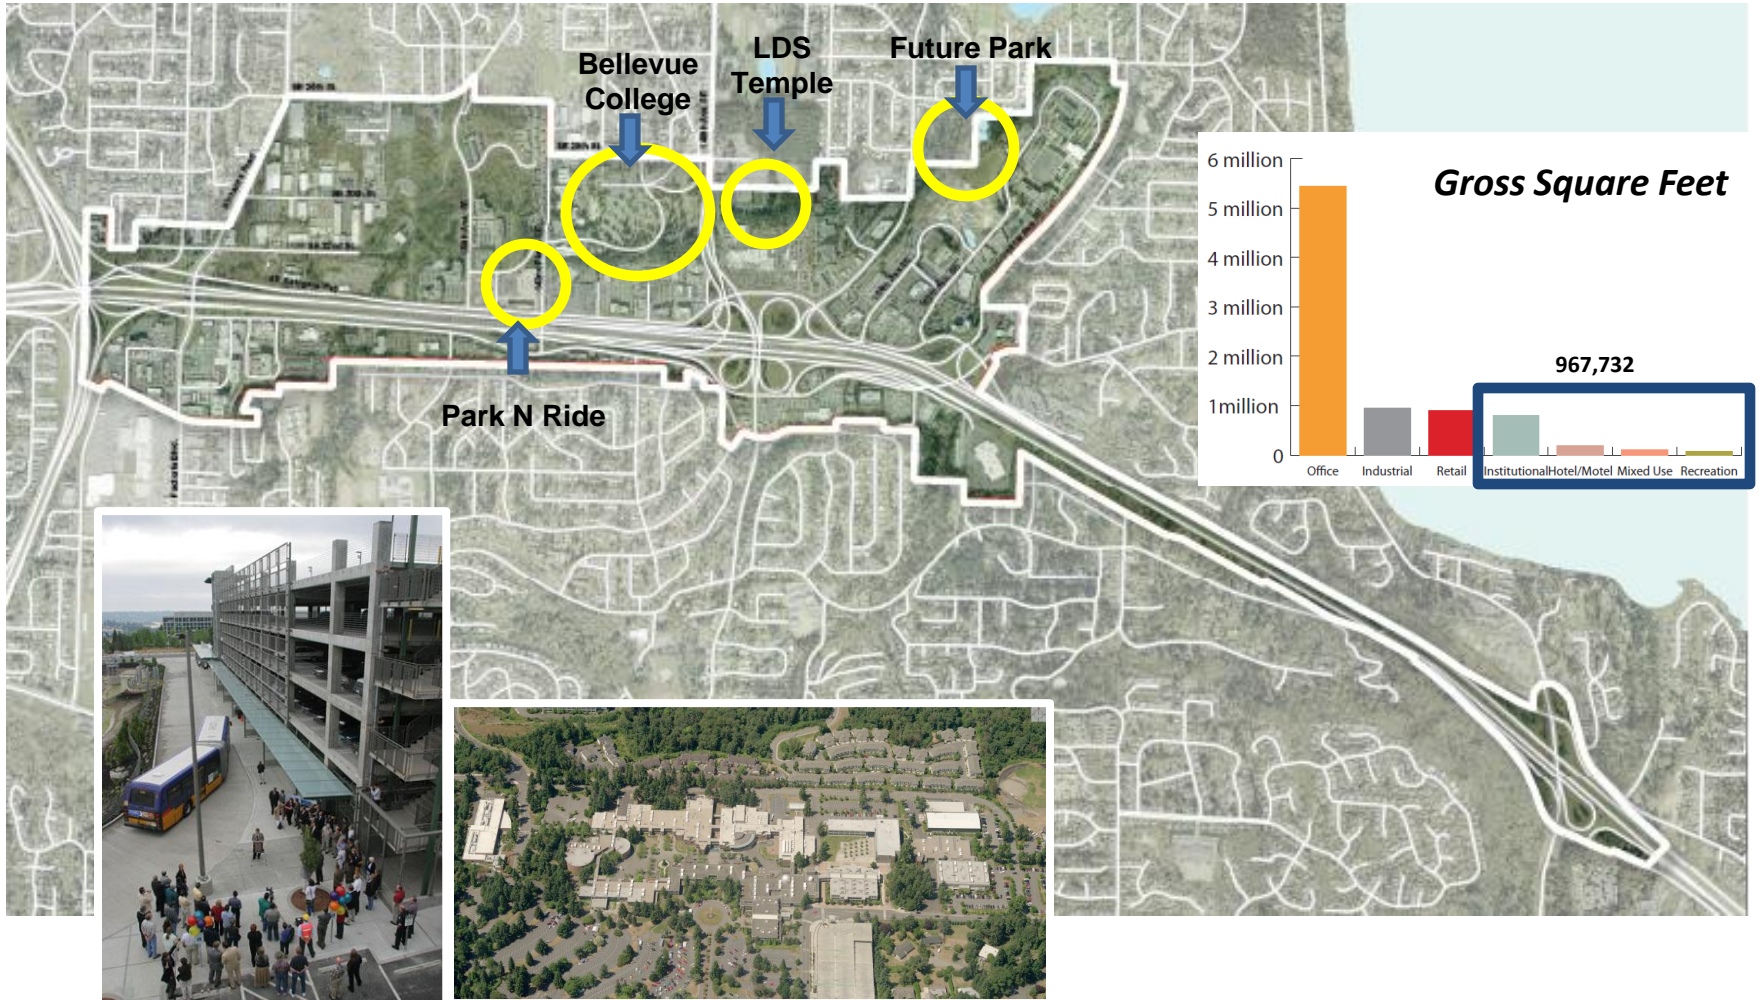 Bellevue
College
LDS
Temple
Future Park
Park N Ride
Gross Square Feet
6 million
5 million
4 million
3 million
2 million
1million
0
967,732
Office
Industrial
Retail
Institutional
Hotel/Motel
Mixed Use
Recreation